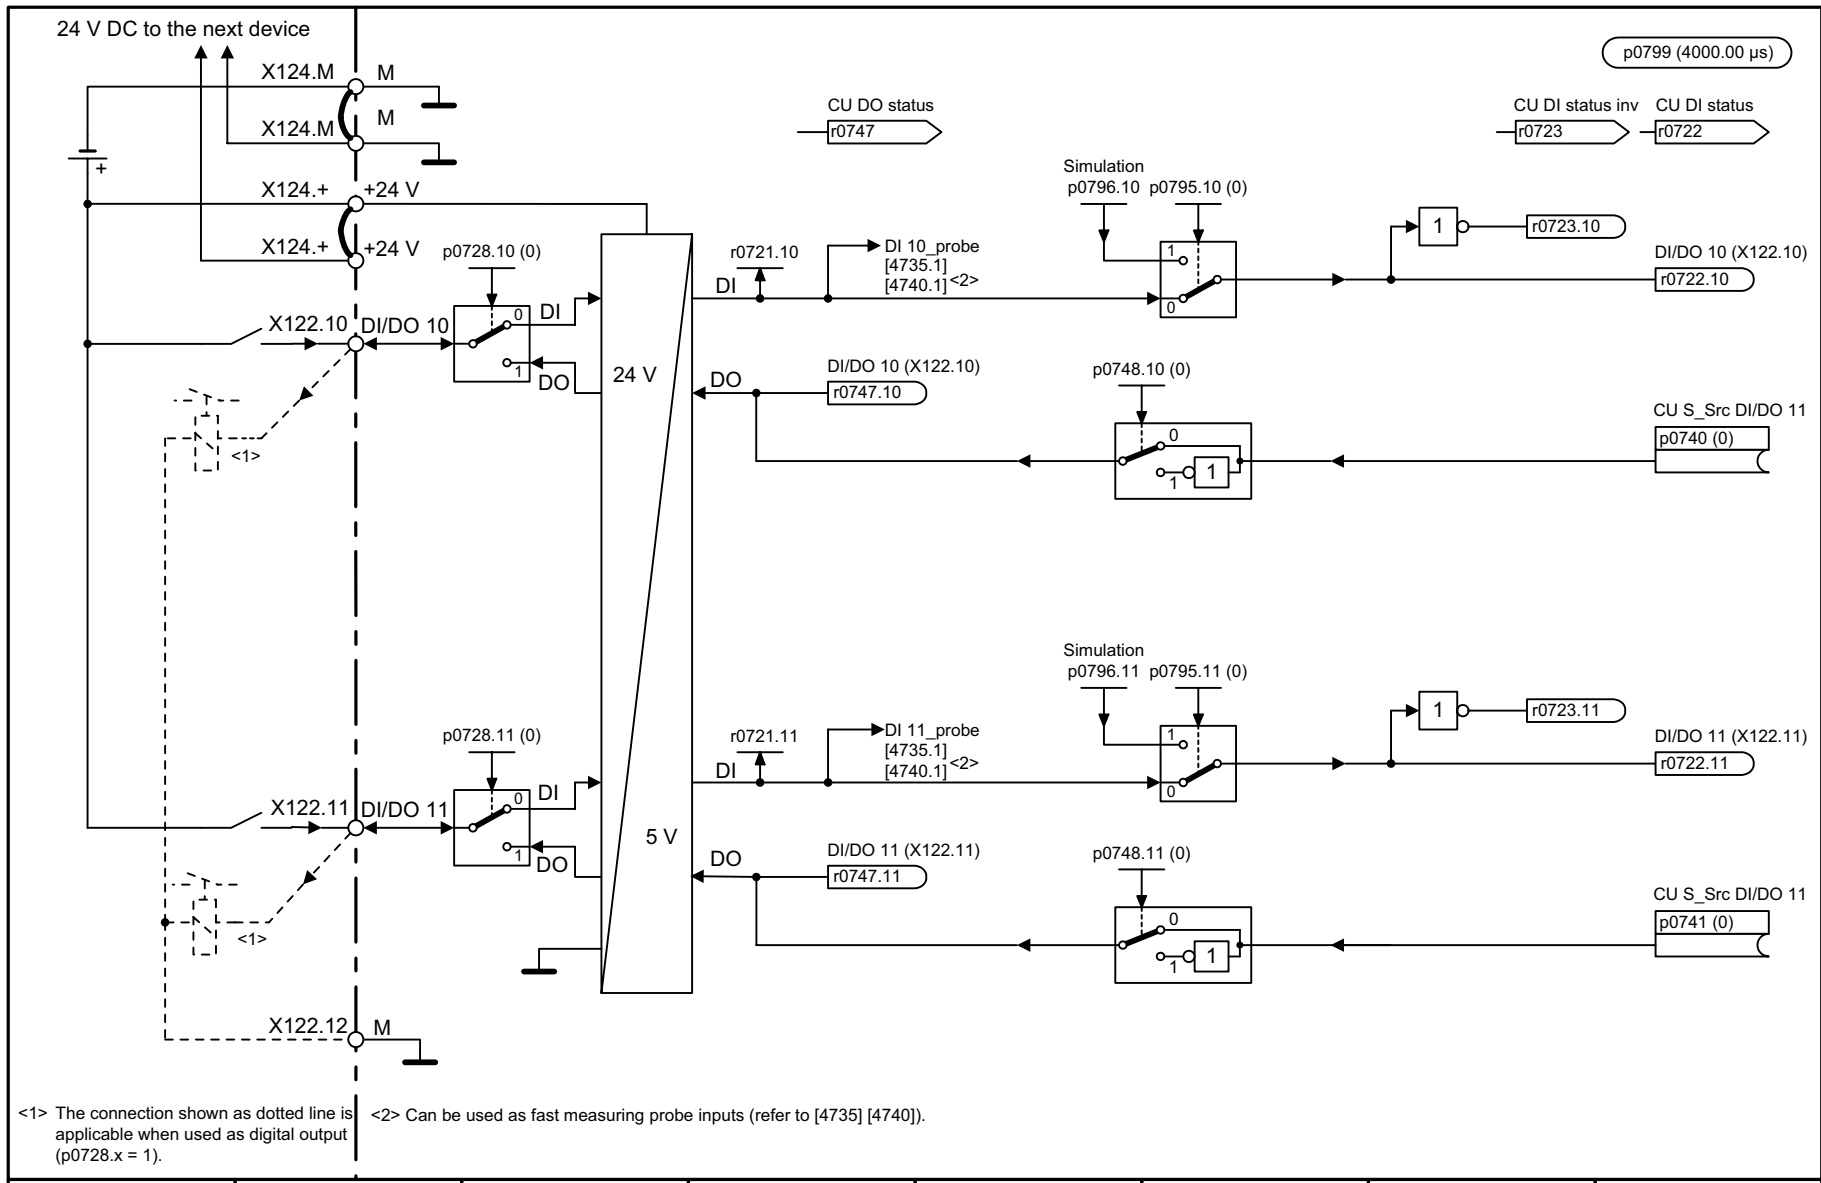 24 V DC to the next device
p0799 (4000.00 µs)
X124.M M
X124.M M
+
X124.+ +24 V
X124.+ +24 V
CU DO status
r0747
CU DI status inv CU DI status
r0723 r0722
Simulation
p0796.10 p0795.10 (0)
p0728.10 (0)
r0721.10
DI 10_probe
[4735.1]
[4740.1] <2>
DI
1
0
1
r0723.10
DI/DO 10 (X122.10)
r0722.10
X122.10 DI/DO 10
0
DI
1
DO
24 V
DO
DI/DO 10 (X122.10)
r0747.10
p0748.10 (0)
0
1
1
CU S_Src DI/DO 11
p0740 (0)
<1>
Simulation
p0796.11 p0795.11 (0)
p0728.11 (0)
r0721.11
DI 11_probe
[4735.1]
[4740.1] <2>
DI
1
0
1
r0723.11
DI/DO 11 (X122.11)
r0722.11
X122.11 DI/DO 11
0
DI
1
DO
5 V
DO
DI/DO 11 (X122.11)
r0747.11
p0748.11 (0)
0
1
1
CU S_Src DI/DO 11
p0741 (0)
<1>
X122.12 M
<1> The connection shown as dotted line is
applicable when used as digital output
(p0728.x = 1).
<2> Can be used as fast measuring probe inputs (refer to [4735] [4740]).